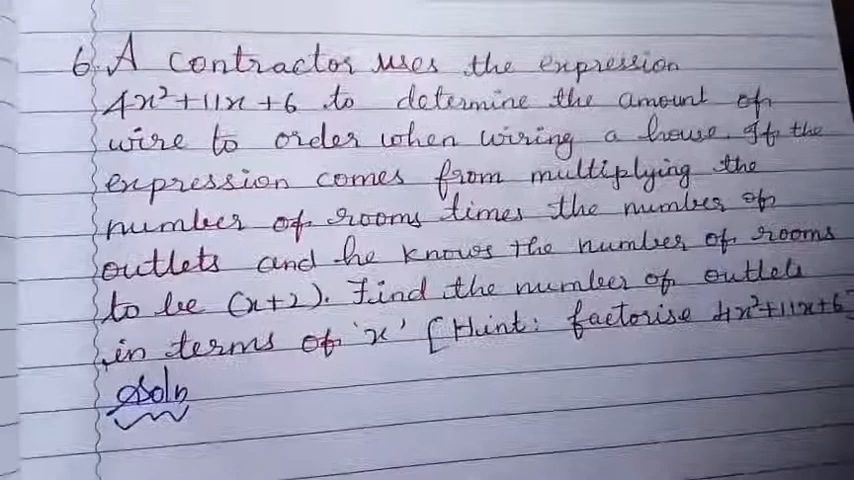 6. A contractor uses the expression
4x²+11x+6 to determine the amount of
wire to order when wiring a house. If the
expression comes from multiplying the
number of rooms times the number of
outlets and he knows the number of rooms
to be (x+2). Find the number of outlets
in terms of 'x' [Hint: factorise 4x²+11x+6]
Soln